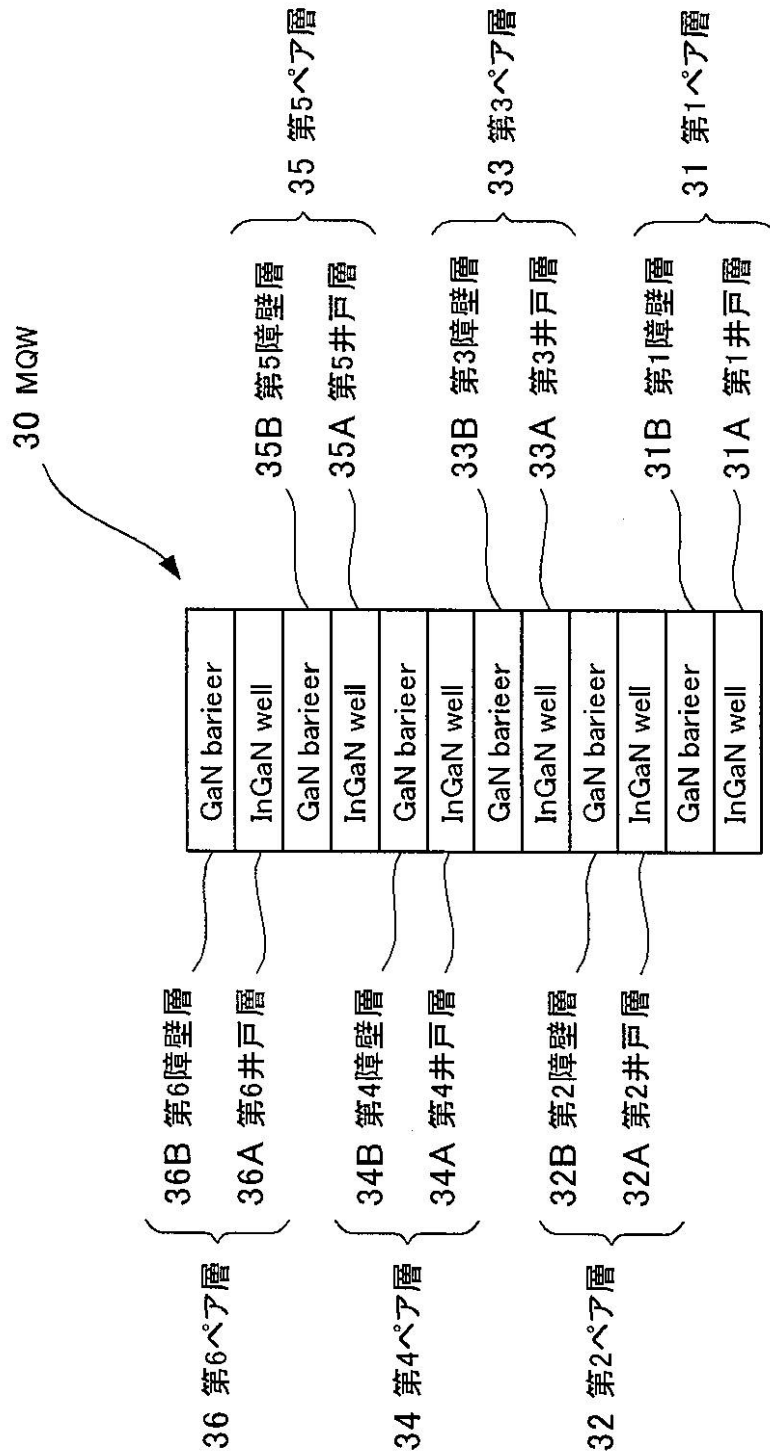 30 MQW
36 第6ペア層
36B 第6障壁層
36A 第6井戸層
34 第4ペア層
34B 第4障壁層
34A 第4井戸層
32 第2ペア層
32B 第2障壁層
32A 第2井戸層
GaN barieer
InGaN well
GaN barieer
InGaN well
GaN barieer
InGaN well
GaN barieer
InGaN well
GaN barieer
InGaN well
GaN barieer
InGaN well
35B 第5障壁層
35A 第5井戸層
35 第5ペア層
33B 第3障壁層
33A 第3井戸層
33 第3ペア層
31B 第1障壁層
31A 第1井戸層
31 第1ペア層